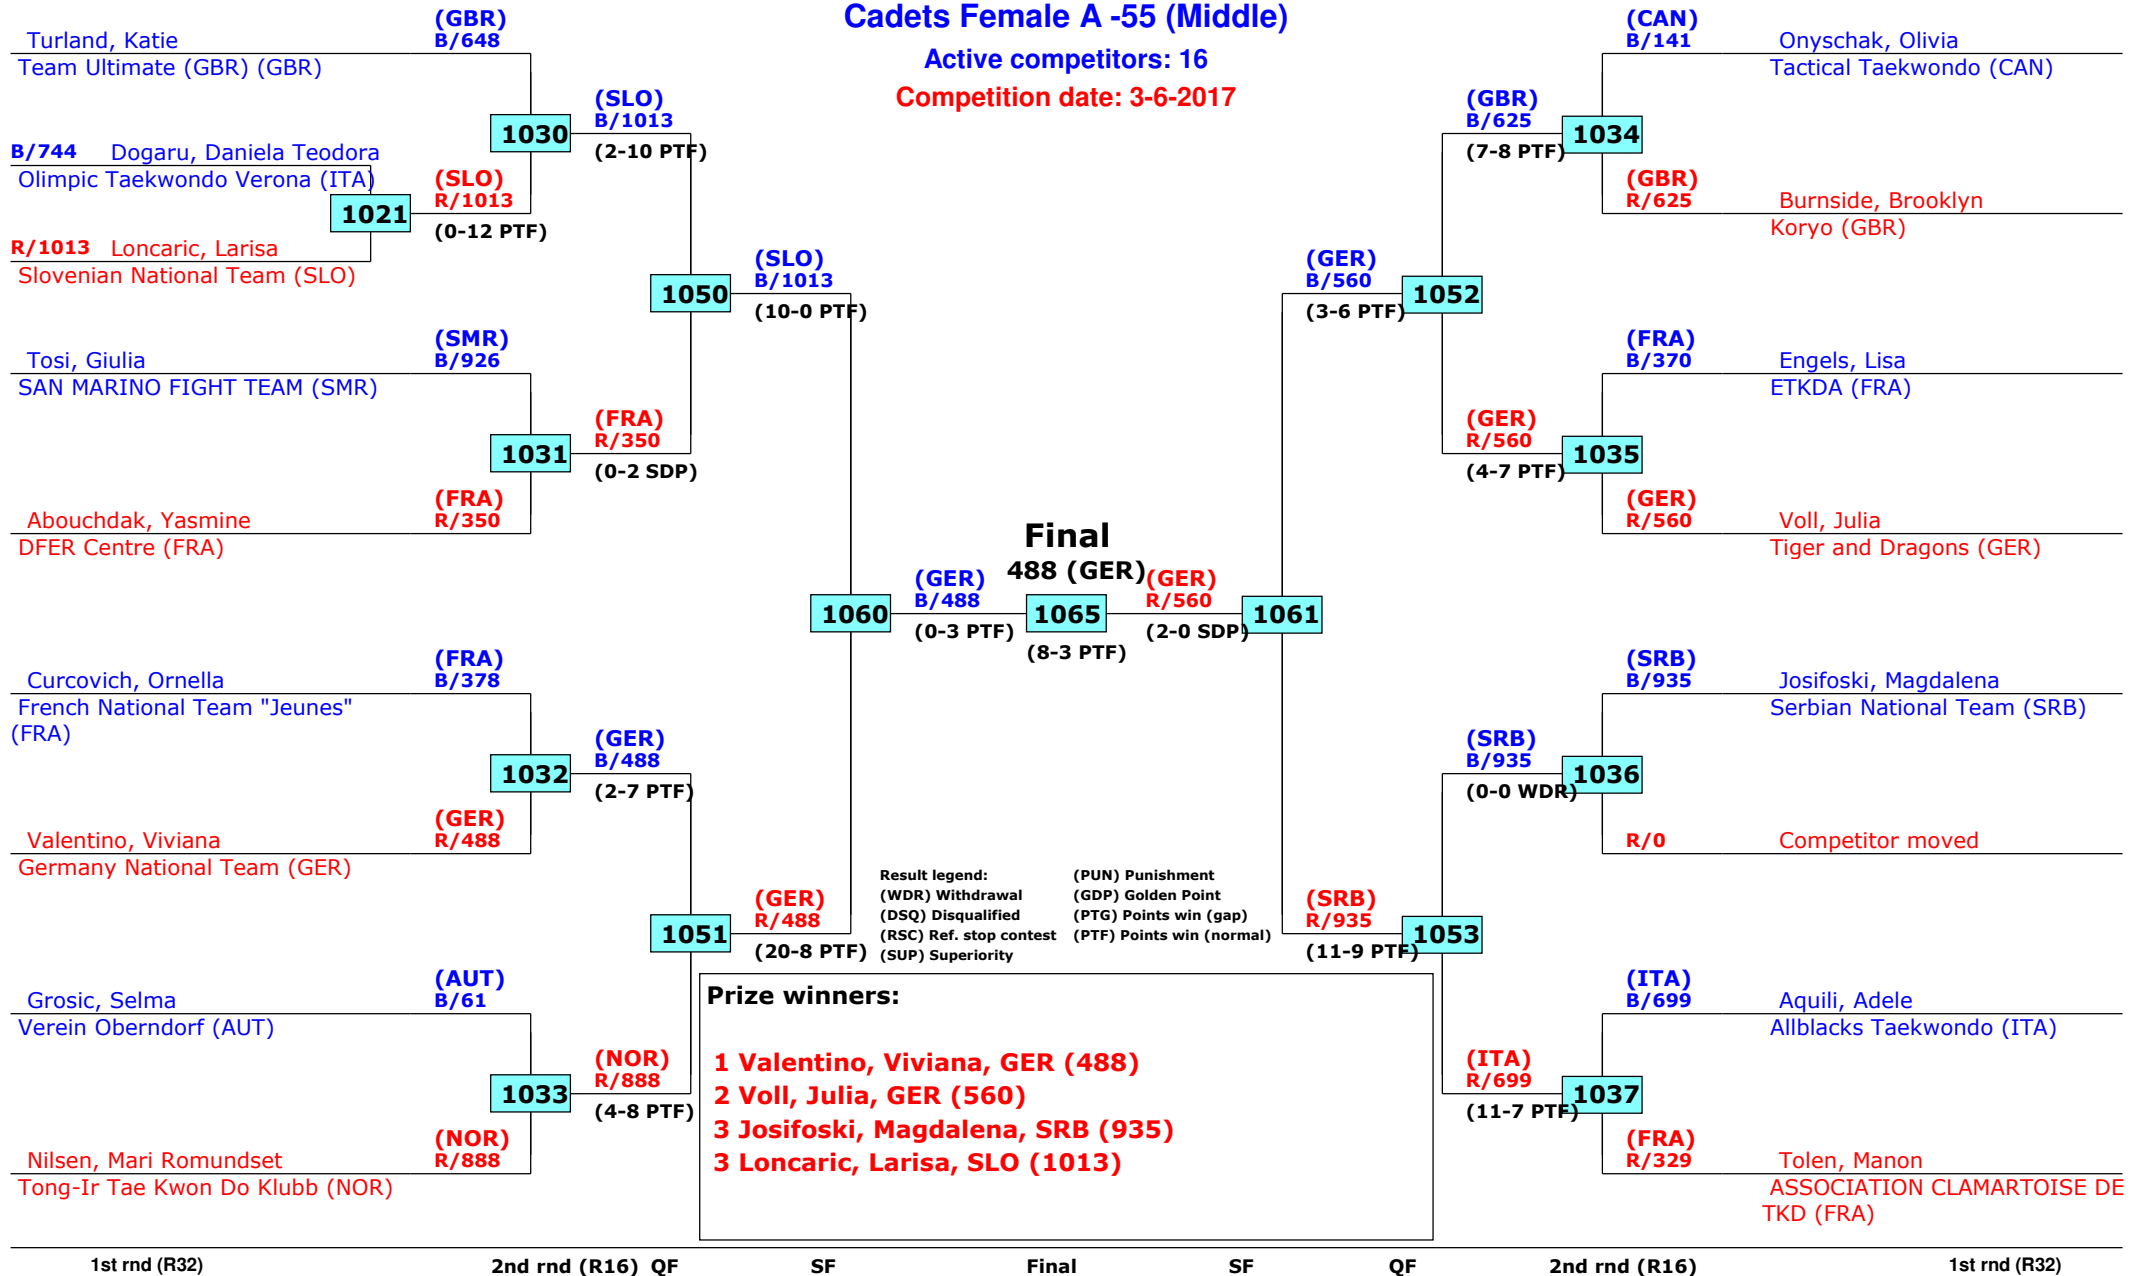 Cadets Female A -55 (Middle)
Active competitors: 16
Competition date: 3-6-2017
(GBR)
Turland, Katie B/648
Team Ultimate (GBR) (GBR)
(SLO)
B/1013
1030
(2-10 PTF)
B/744 Dogaru, Daniela Teodora
Olimpic Taekwondo Verona (ITA)
(SLO)
R/1013
1021
(0-12 PTF)
R/1013 Loncaric, Larisa
Slovenian National Team (SLO)
(SLO)
B/1013
1050
(10-0 PTF)
(SMR)
Tosi, Giulia B/926
SAN MARINO FIGHT TEAM (SMR)
(FRA)
R/350
1031
(0-2 SDP)
(FRA)
Abouchdak, Yasmine R/350
DFER Centre (FRA)
Final
488 (GER)
(GER)
B/488
1060
(0-3 PTF)
1065
(8-3 PTF)
(GER)
R/560
1061
(2-0 SDP)
(FRA)
Curcovich, Ornella B/378
French National Team "Jeunes"
(FRA)
(GER)
B/488
1032
(2-7 PTF)
(GER)
Valentino, Viviana R/488
Germany National Team (GER)
(GER)
R/488
1051
(20-8 PTF)
(AUT)
Grosic, Selma B/61
Verein Oberndorf (AUT)
(NOR)
R/888
1033
(4-8 PTF)
(NOR)
Nilsen, Mari Romundset R/888
Tong-Ir Tae Kwon Do Klubb (NOR)
(CAN)
B/141 Onyschak, Olivia
Tactical Taekwondo (CAN)
(GBR)
B/625
1034
(7-8 PTF)
(GBR)
R/625 Burnside, Brooklyn
Koryo (GBR)
(GER)
B/560
1052
(3-6 PTF)
(FRA)
B/370 Engels, Lisa
ETKDA (FRA)
(GER)
R/560
1035
(4-7 PTF)
(GER)
R/560 Voll, Julia
Tiger and Dragons (GER)
(SRB)
B/935 Josifoski, Magdalena
Serbian National Team (SRB)
(SRB)
B/935
1036
(0-0 WDR)
R/0 Competitor moved
(SRB)
R/935
1053
(11-9 PTF)
(ITA)
B/699 Aquili, Adele
Allblacks Taekwondo (ITA)
(ITA)
R/699
1037
(11-7 PTF)
(FRA)
R/329 Tolen, Manon
ASSOCIATION CLAMARTOISE DE
TKD (FRA)
Result legend: (PUN) Punishment
(WDR) Withdrawal (GDP) Golden Point
(DSQ) Disqualified (PTG) Points win (gap)
(RSC) Ref. stop contest (PTF) Points win (normal)
(SUP) Superiority
Prize winners:
1 Valentino, Viviana, GER (488)
2 Voll, Julia, GER (560)
3 Josifoski, Magdalena, SRB (935)
3 Loncaric, Larisa, SLO (1013)
1st rnd (R32) 2nd rnd (R16) QF SF Final SF QF 2nd rnd (R16) 1st rnd (R32)